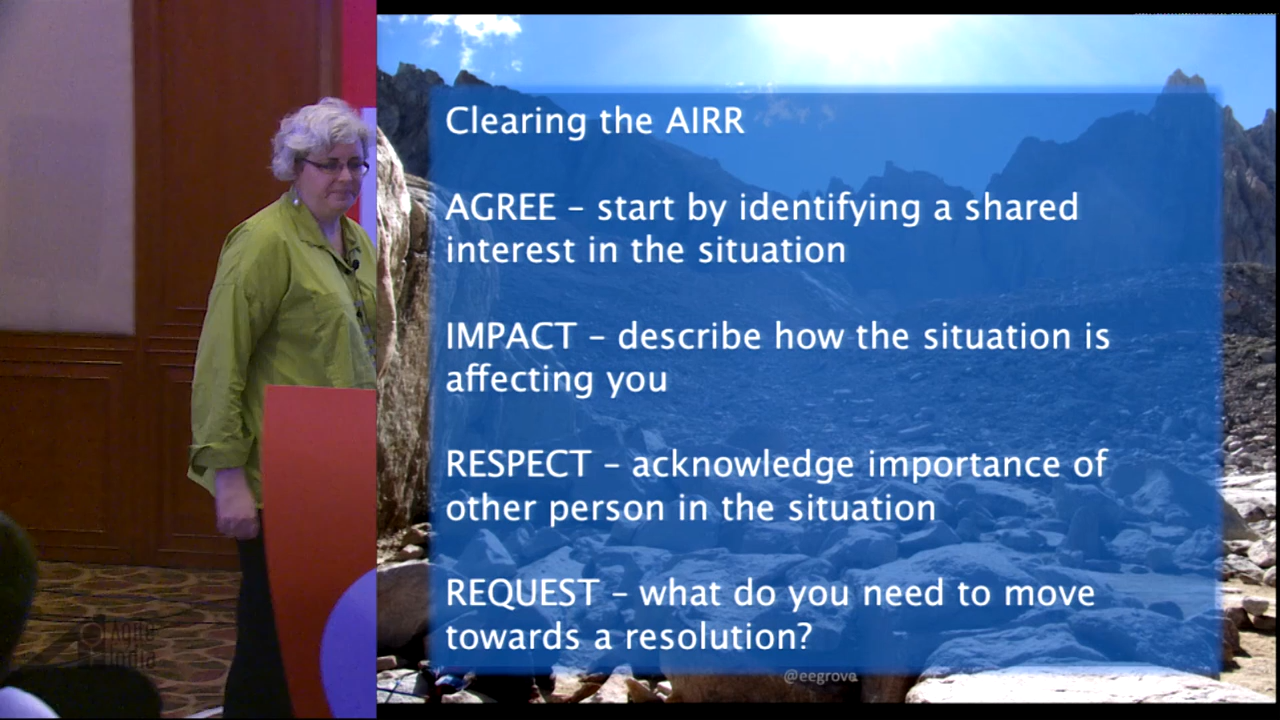 Clearing the AIRR
AGREE – start by identifying a shared
interest in the situation
IMPACT – describe how the situation is
affecting you
RESPECT – acknowledge importance of
other person in the situation
REQUEST – what do you need to move
towards a resolution?
@eegrove
Agile
India